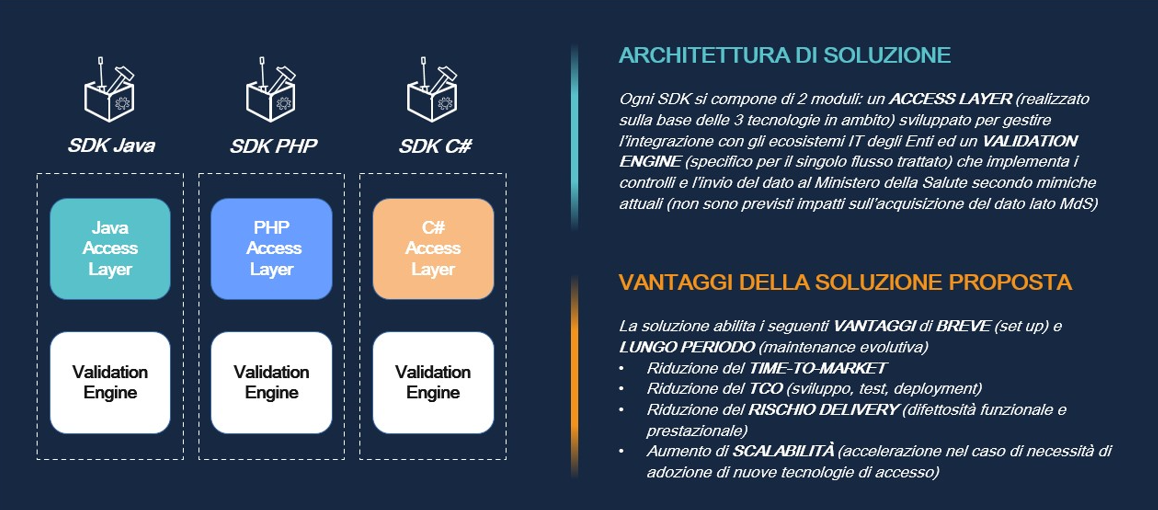 SDK Java
SDK PHP
SDK C#
Java
Access
Layer
PHP
Access
Layer
C#
Access
Layer
Validation
Engine
Validation
Engine
Validation
Engine
ARCHITETTURA DI SOLUZIONE
Ogni SDK si compone di 2 moduli: un ACCESS LAYER (realizzato
sulla base delle 3 tecnologie in ambito) sviluppato per gestire
l'integrazione con gli ecosistemi IT degli Enti ed un VALIDATION
ENGINE (specifico per il singolo flusso trattato) che implementa i
controlli e l'invio del dato al Ministero della Salute secondo mimiche
attuali (non sono previsti impatti sull'acquisizione del dato lato MdS)
VANTAGGI DELLA SOLUZIONE PROPOSTA
La soluzione abilita i seguenti VANTAGGI di BREVE (set up) e
LUNGO PERIODO (maintenance evolutiva)
• Riduzione del TIME-TO-MARKET
• Riduzione del TCO (sviluppo, test, deployment)
• Riduzione del RISCHIO DELIVERY (difettosità funzionale e
prestazionale)
• Aumento di SCALABILITÀ (accelerazione nel caso di necessità di
adozione di nuove tecnologie di accesso)